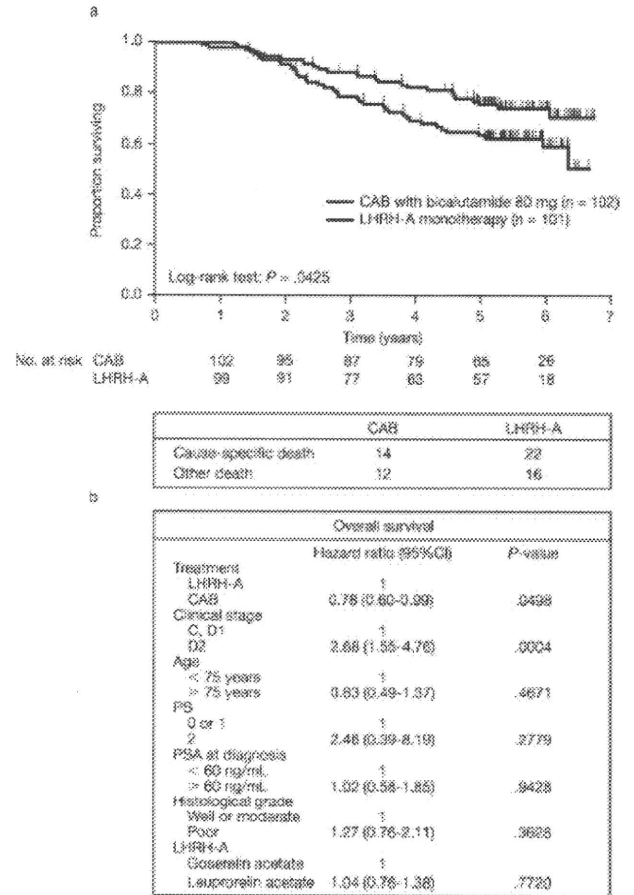 a
1.0
0.8
0.6
0.4
0.2
0.0
Proportion surviving
CAB with bicalutamide 80 mg (n = 102)
LHRH-A monotherapy (n = 101)
Log-rank test: P = .0425
0 1 2 3 4 5 6 7
Time (years)
No. at risk CAB 102 95 87 79 65 26
LHRH-A 99 91 77 63 57 18
CAB LHRH-A
Cause-specific death 14 22
Other death 12 16
b
Overall survival
Hazard ratio (95%CI) P-value
Treatment
LHRH-A 1
CAB 0.78 (0.60-0.99) .0498
Clinical stage
C, D1 1
D2 2.68 (1.55-4.76) .0004
Age
< 75 years 1
> 75 years (0.49-1.37) .4671
PS
0 or 1 1
2 2.46 (0.39-8.19) .2779
PSA at diagnosis
< 60 ng/mL 1
> 60 ng/mL 1.02 (0.58-1.85) .9428
Histological grade
Well or moderate 1
Poor 1.27 (0.76-2.11) .3628
LHRH-A
Goserelin acetate 1
Leuprorelin acetate 1.04 (0.76-1.38) .7720